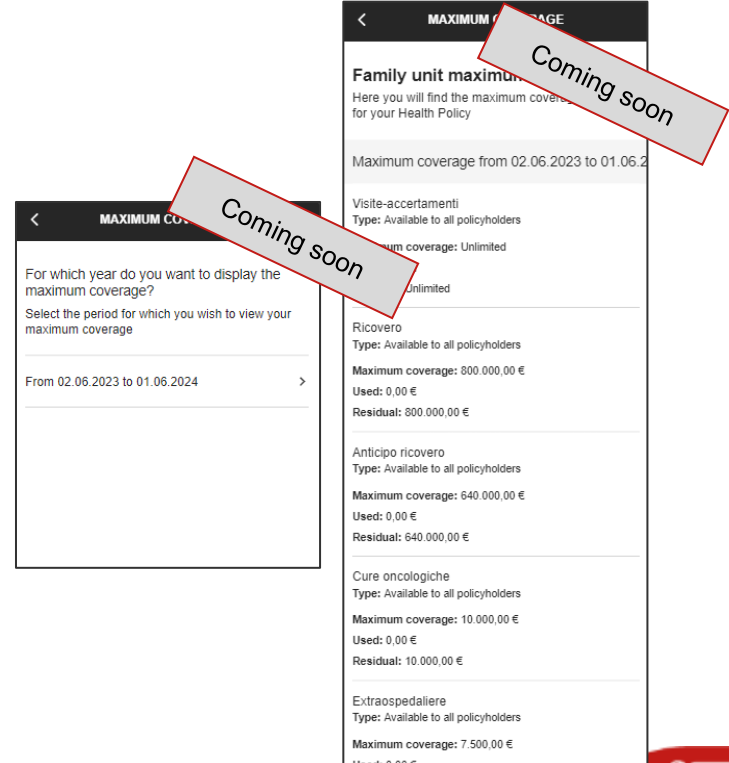 MAXIMUM
Coming soon
For which year do you want to display the
maximum coverage?
Select the period for which you wish to view your
maximum coverage
From 02.06.2023 to 01.06.2024
MAXIMUM
Coming soon
Family unit
Here you will find the maximum
for your Health Policy
Maximum coverage from 02.06.2023 to 01.06.2
Visite-accertamenti
Type: Available to all policyholders
coverage: Unlimited
Unlimited
Ricovero
Type: Available to all policyholders
Maximum coverage: 800.000,00 €
Used: 0,00 €
Residual: 800.000,00 €
Anticipo ricovero
Type: Available to all policyholders
Maximum coverage: 640.000,00 €
Used: 0,00 €
Residual: 640.000,00 €
Cure oncologiche
Type: Available to all policyholders
Maximum coverage: 10.000,00 €
Used: 0,00 €
Residual: 10.000,00 €
Extraospedaliere
Type: Available to all policyholders
Maximum coverage: 7.500,00 €